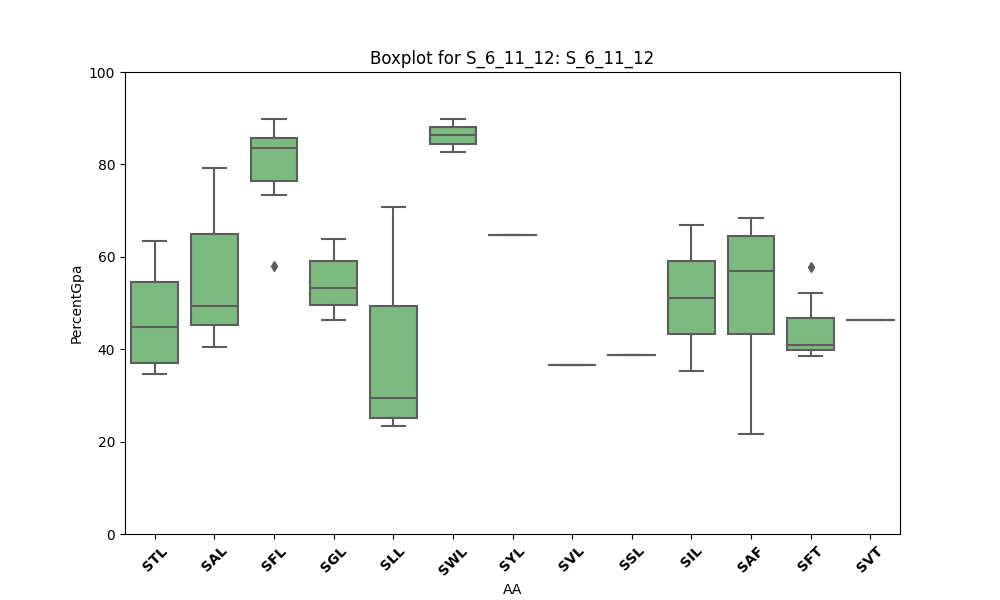 Boxplot for S_6_11_12: S_6_11_12
100
80
60
40
20
0
PercentGpa
STL SAL SFL SGL SLL SWL SYL SVL SSL SIL SAF SFT SVT
AA